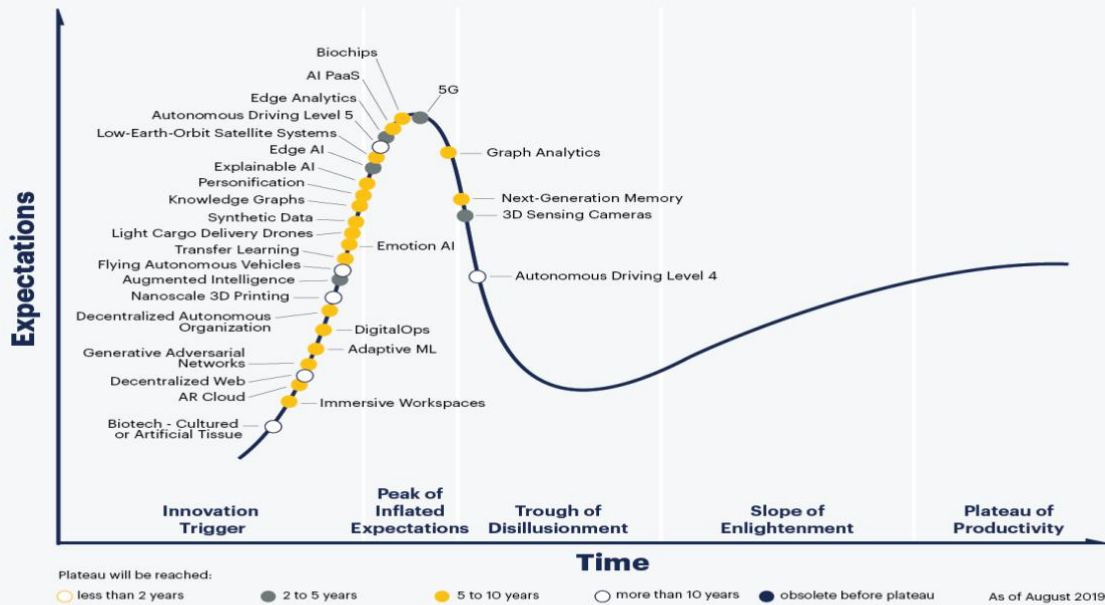 Biochips
AI PaaS
5G
Edge Analytics
Autonomous Driving Level 5
Low-Earth-Orbit Satellite Systems
Edge AI
Graph Analytics
Explainable AI
Personification
Knowledge Graphs
Next-Generation Memory
Synthetic Data
3D Sensing Cameras
Light Cargo Delivery Drones
Emotion AI
Transfer Learning
Flying Autonomous Vehicles
Augmented Intelligence
Autonomous Driving Level 4
Nanoscale 3D Printing
Decentralized Autonomous
Organization
DigitalOps
Adaptive ML
Generative Adversarial
Networks
Decentralized Web
AR Cloud
Immersive Workspaces
Biotech - Cultured
or Artificial Tissue
Expectations
Innovation
Trigger
Peak of
Inflated
Expectations
Trough of
Disillusionment
Slope of
Enlightenment
Plateau of
Productivity
Time
Plateau will be reached:
less than 2 years
2 to 5 years
5 to 10 years
more than 10 years
obsolete before plateau
As of August 2019